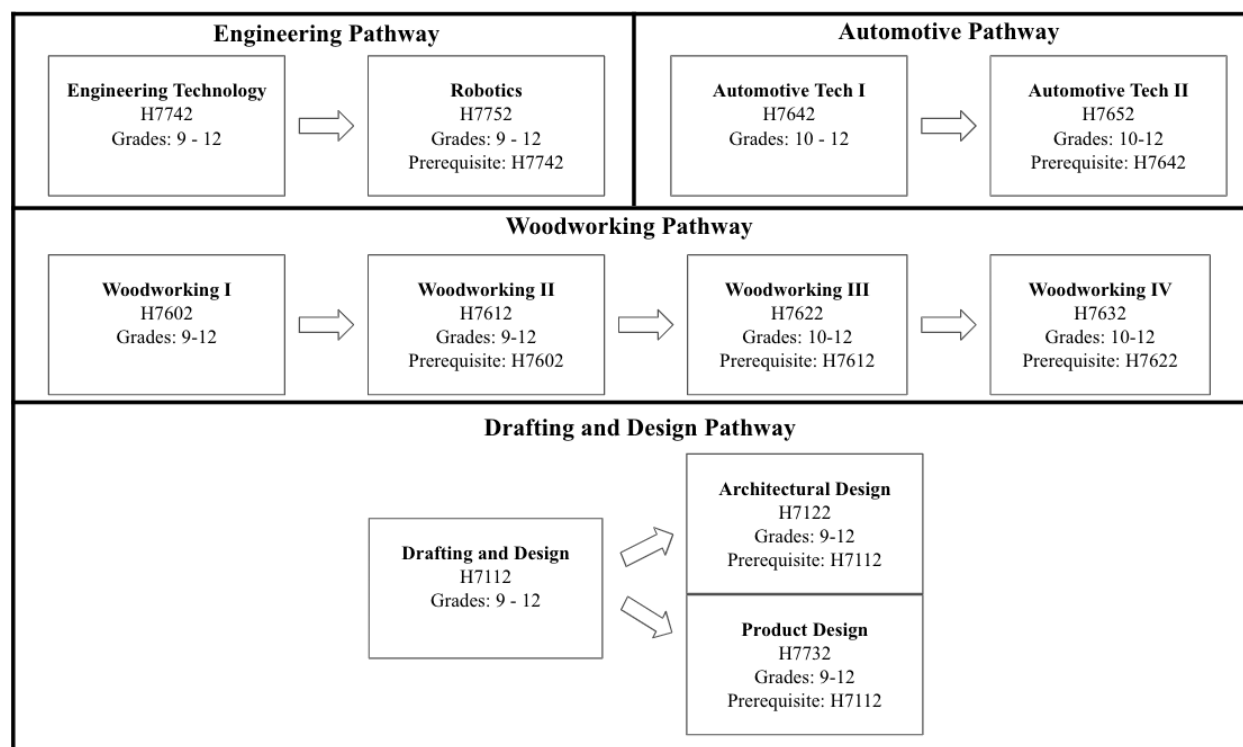 Engineering Pathway
Engineering Technology
H7742
Grades: 9 - 12
Robotics
H7752
Grades: 9 - 12
Prerequisite: H7742
Automotive Pathway
Automotive Tech I
H7642
Grades: 10 - 12
Automotive Tech II
H7652
Grades: 10-12
Prerequisite: H7642
Woodworking Pathway
Woodworking I
H7602
Grades: 9-12
Woodworking II
H7612
Grades: 9-12
Prerequisite: H7602
Woodworking III
H7622
Grades: 10-12
Prerequisite: H7612
Woodworking IV
H7632
Grades: 10-12
Prerequisite: H7622
Drafting and Design Pathway
Drafting and Design
H7112
Grades: 9 - 12
Architectural Design
H7122
Grades: 9-12
Prerequisite: H7112
Product Design
H7732
Grades: 9-12
Prerequisite: H7112